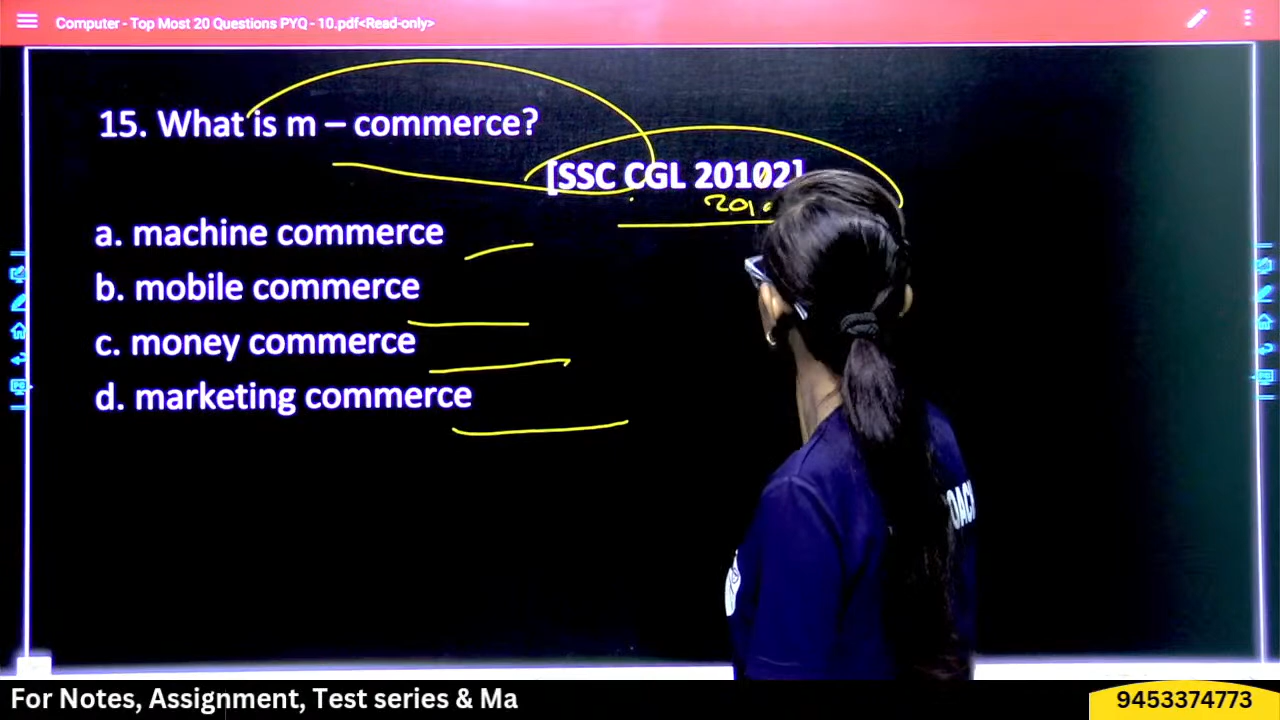 Computer - Top Most 20 Questions PYQ - 10.pdf<Read-only>
15. What is m – commerce?
[SSC CGL 20102]
a. machine commerce
b. mobile commerce
c. money commerce
d. marketing commerce
For Notes, Assignment, Test series & Ma
9453374773